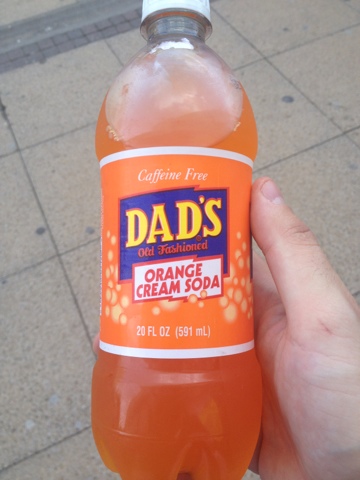 Caffeine Free
DAD'S
Old Fashioned
ORANGE
CREAM SODA
20 FL OZ (591 mL)